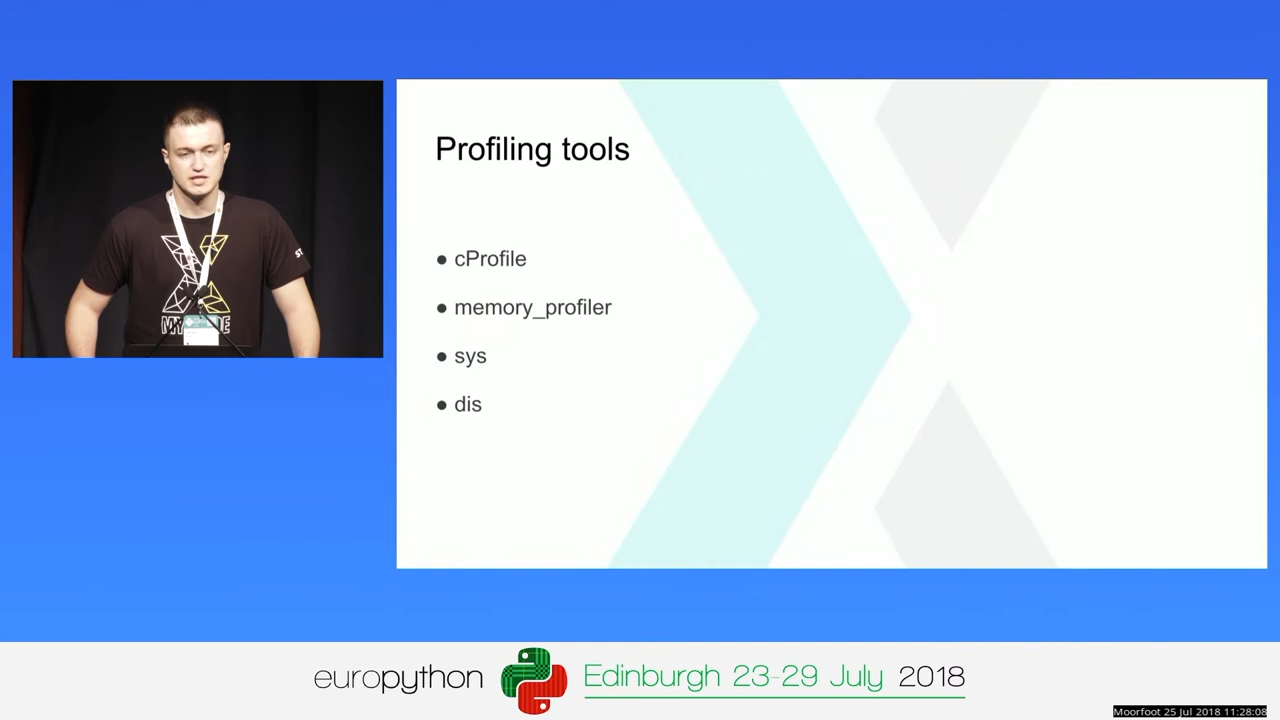 Profiling tools
● cProfile
● memory_profiler
● sys
● dis
ST
europython Edinburgh 23-29 July 2018
Moorfoot 25 Jul 2018 11:28:08